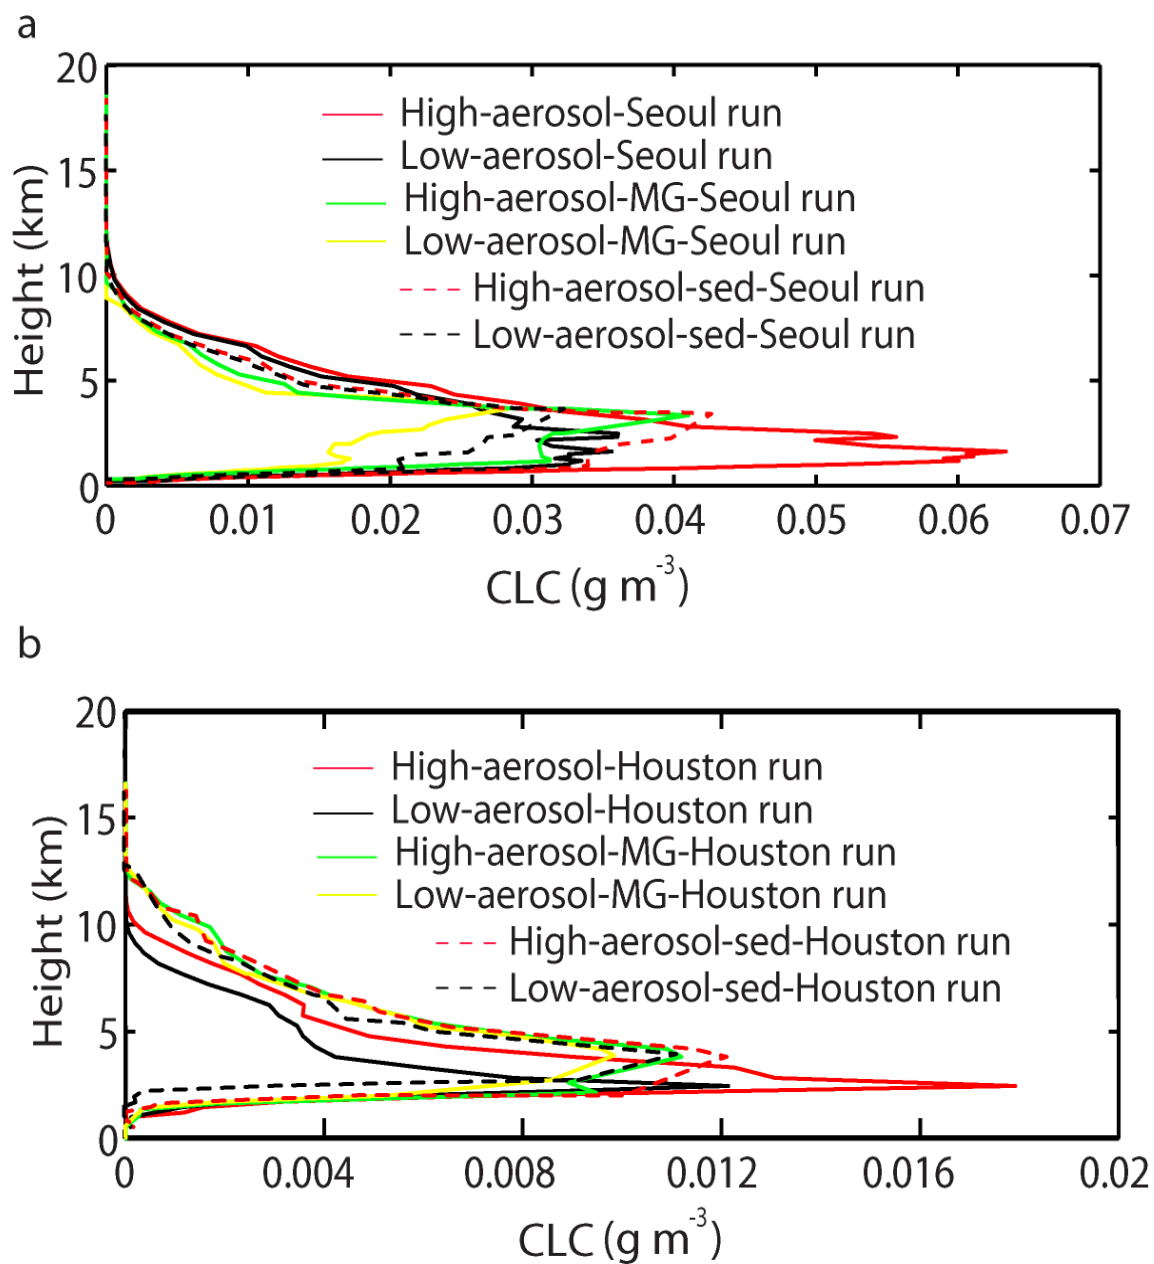 a
20
15
10
5
0
Height (km)
High-aerosol-Seoul run
Low-aerosol-Seoul run
High-aerosol-MG-Seoul run
Low-aerosol-MG-Seoul run
High-aerosol-sed-Seoul run
Low-aerosol-sed-Seoul run
0 0.01 0.02 0.03 0.04 0.05 0.06 0.07
CLC (g m⁻³)
b
20
15
10
5
0
Height (km)
High-aerosol-Houston run
Low-aerosol-Houston run
High-aerosol-MG-Houston run
Low-aerosol-MG-Houston run
High-aerosol-sed-Houston run
Low-aerosol-sed-Houston run
0 0.004 0.008 0.012 0.016 0.02
CLC (g m⁻³)